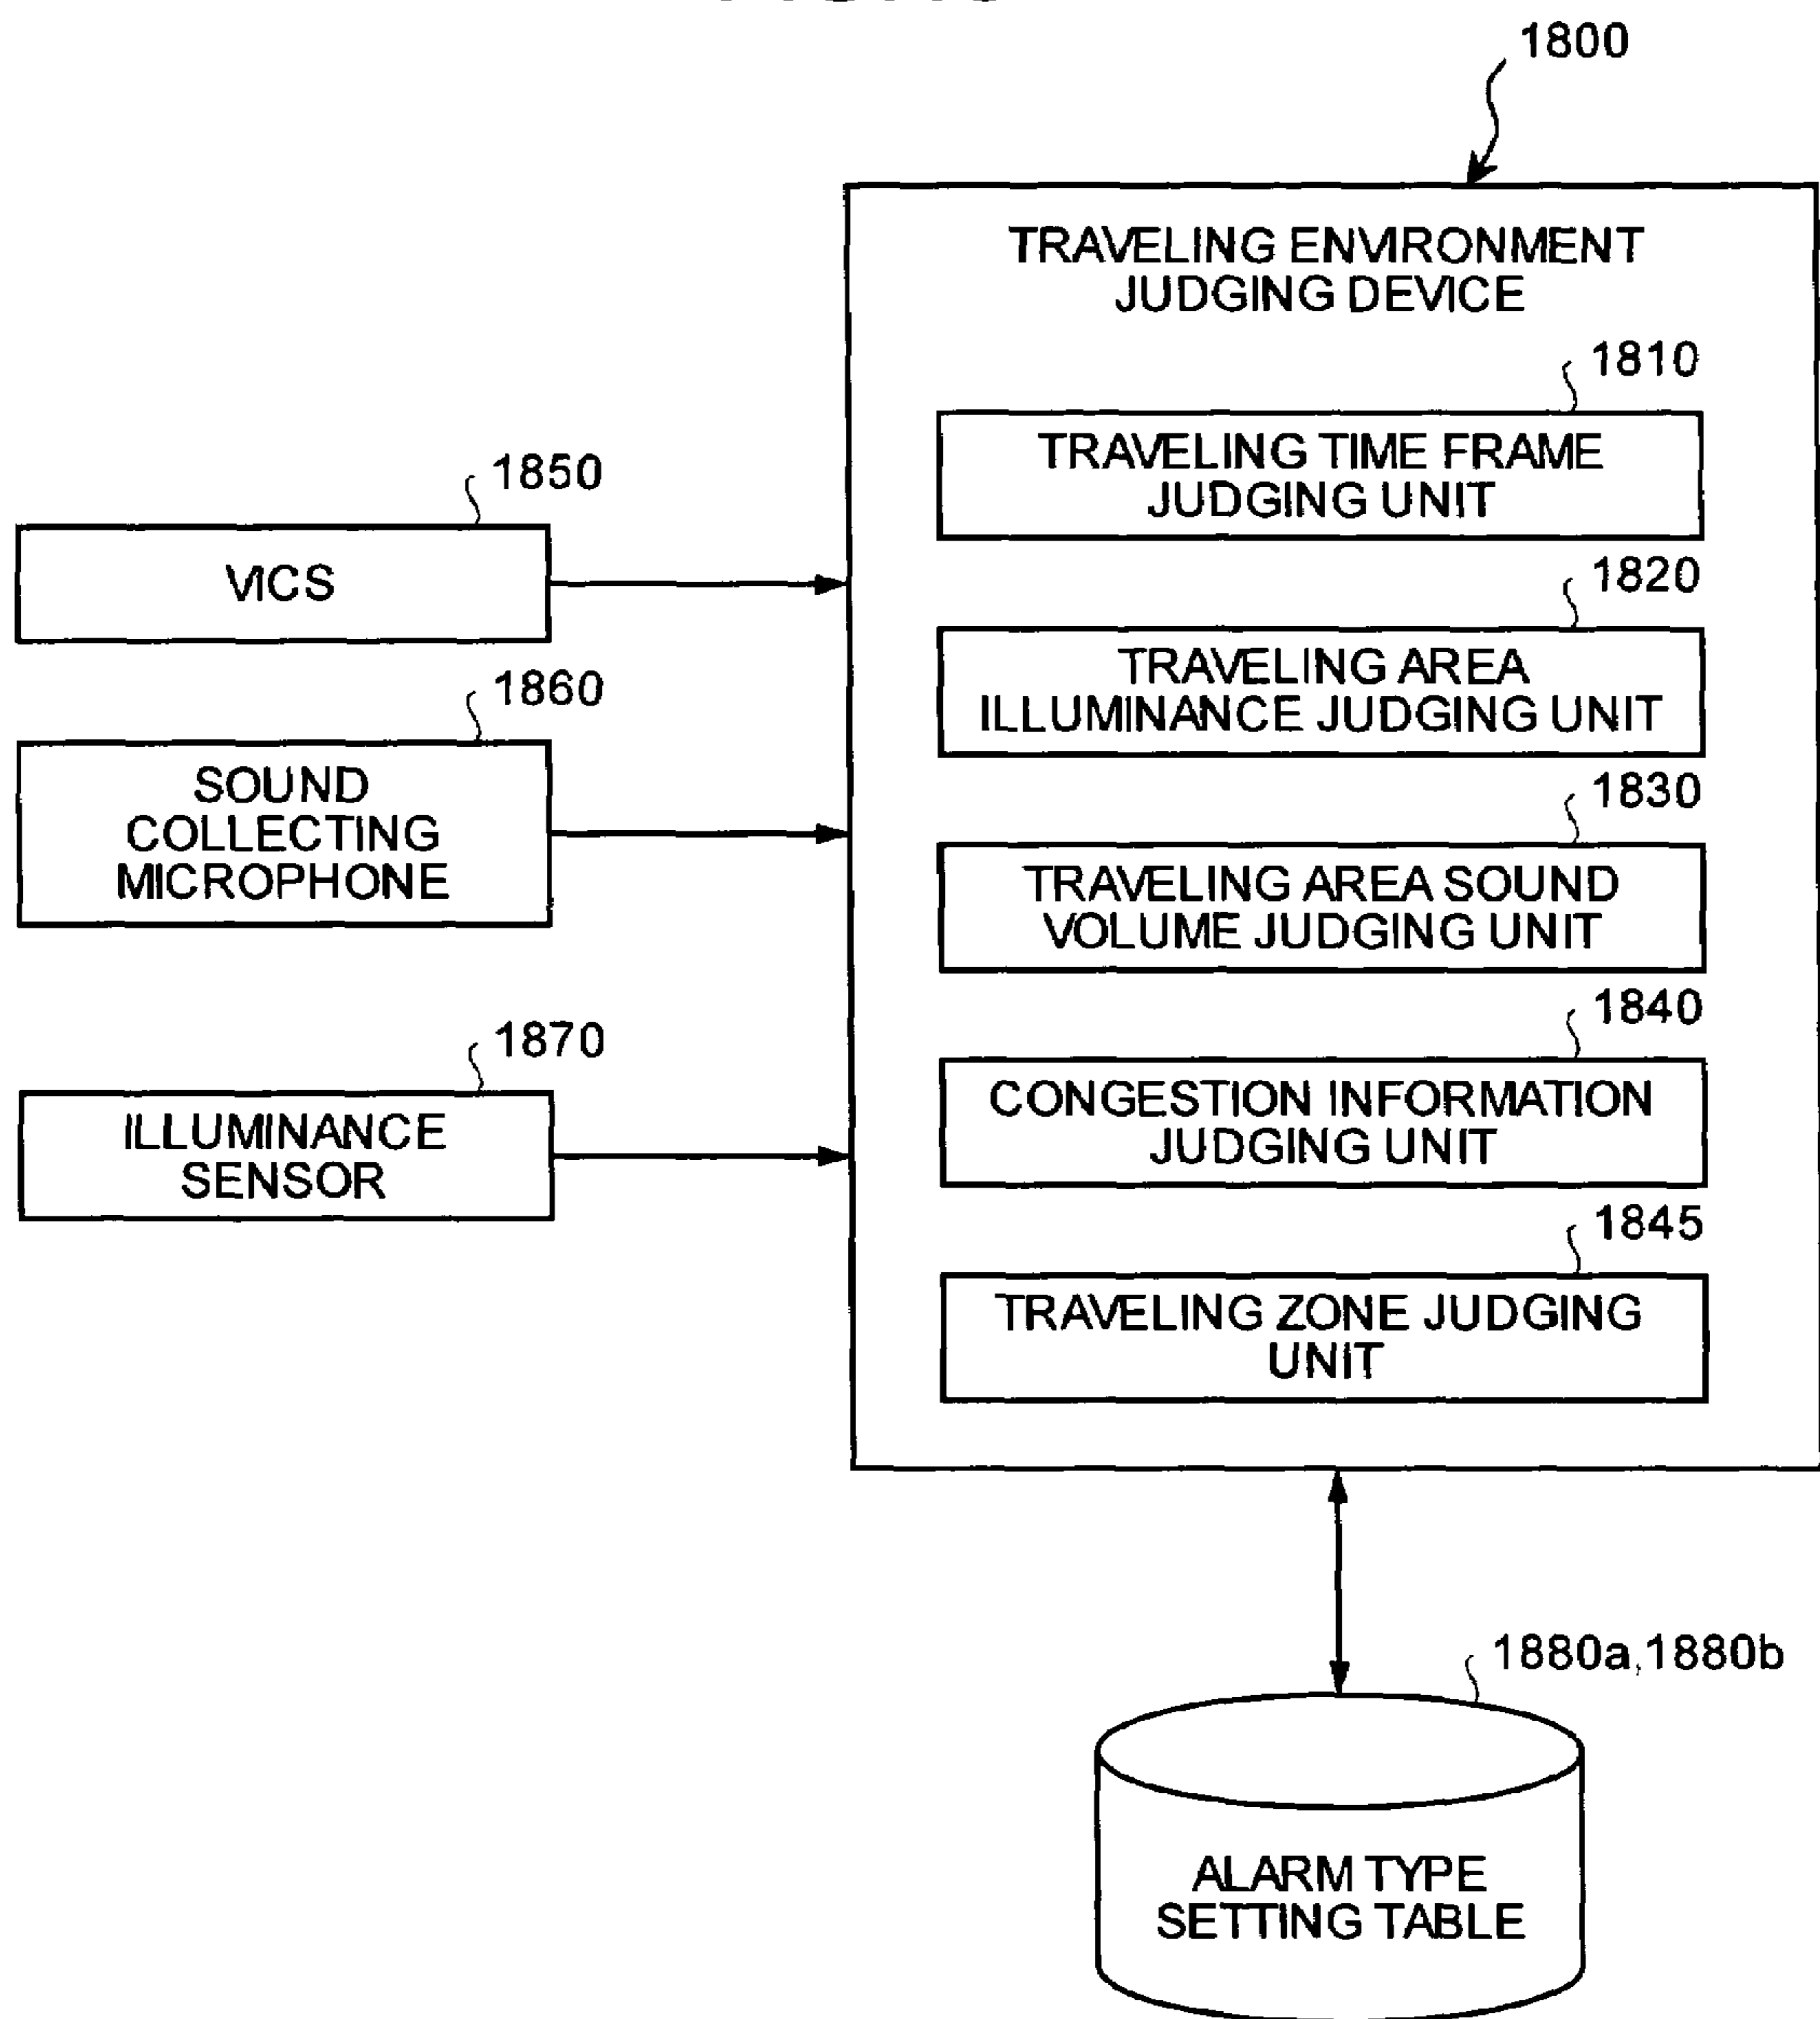 1800
TRAVELING ENVIRONMENT
JUDGING DEVICE
1810
TRAVELING TIME FRAME
JUDGING UNIT
1850
VICS
1820
TRAVELING AREA
ILLUMINANCE JUDGING UNIT
1860
SOUND
COLLECTING
MICROPHONE
1830
TRAVELING AREA SOUND
VOLUME JUDGING UNIT
1840
CONGESTION INFORMATION
JUDGING UNIT
1870
ILLUMINANCE
SENSOR
1845
TRAVELING ZONE JUDGING
UNIT
1880a,1880b
ALARM TYPE
SETTING TABLE